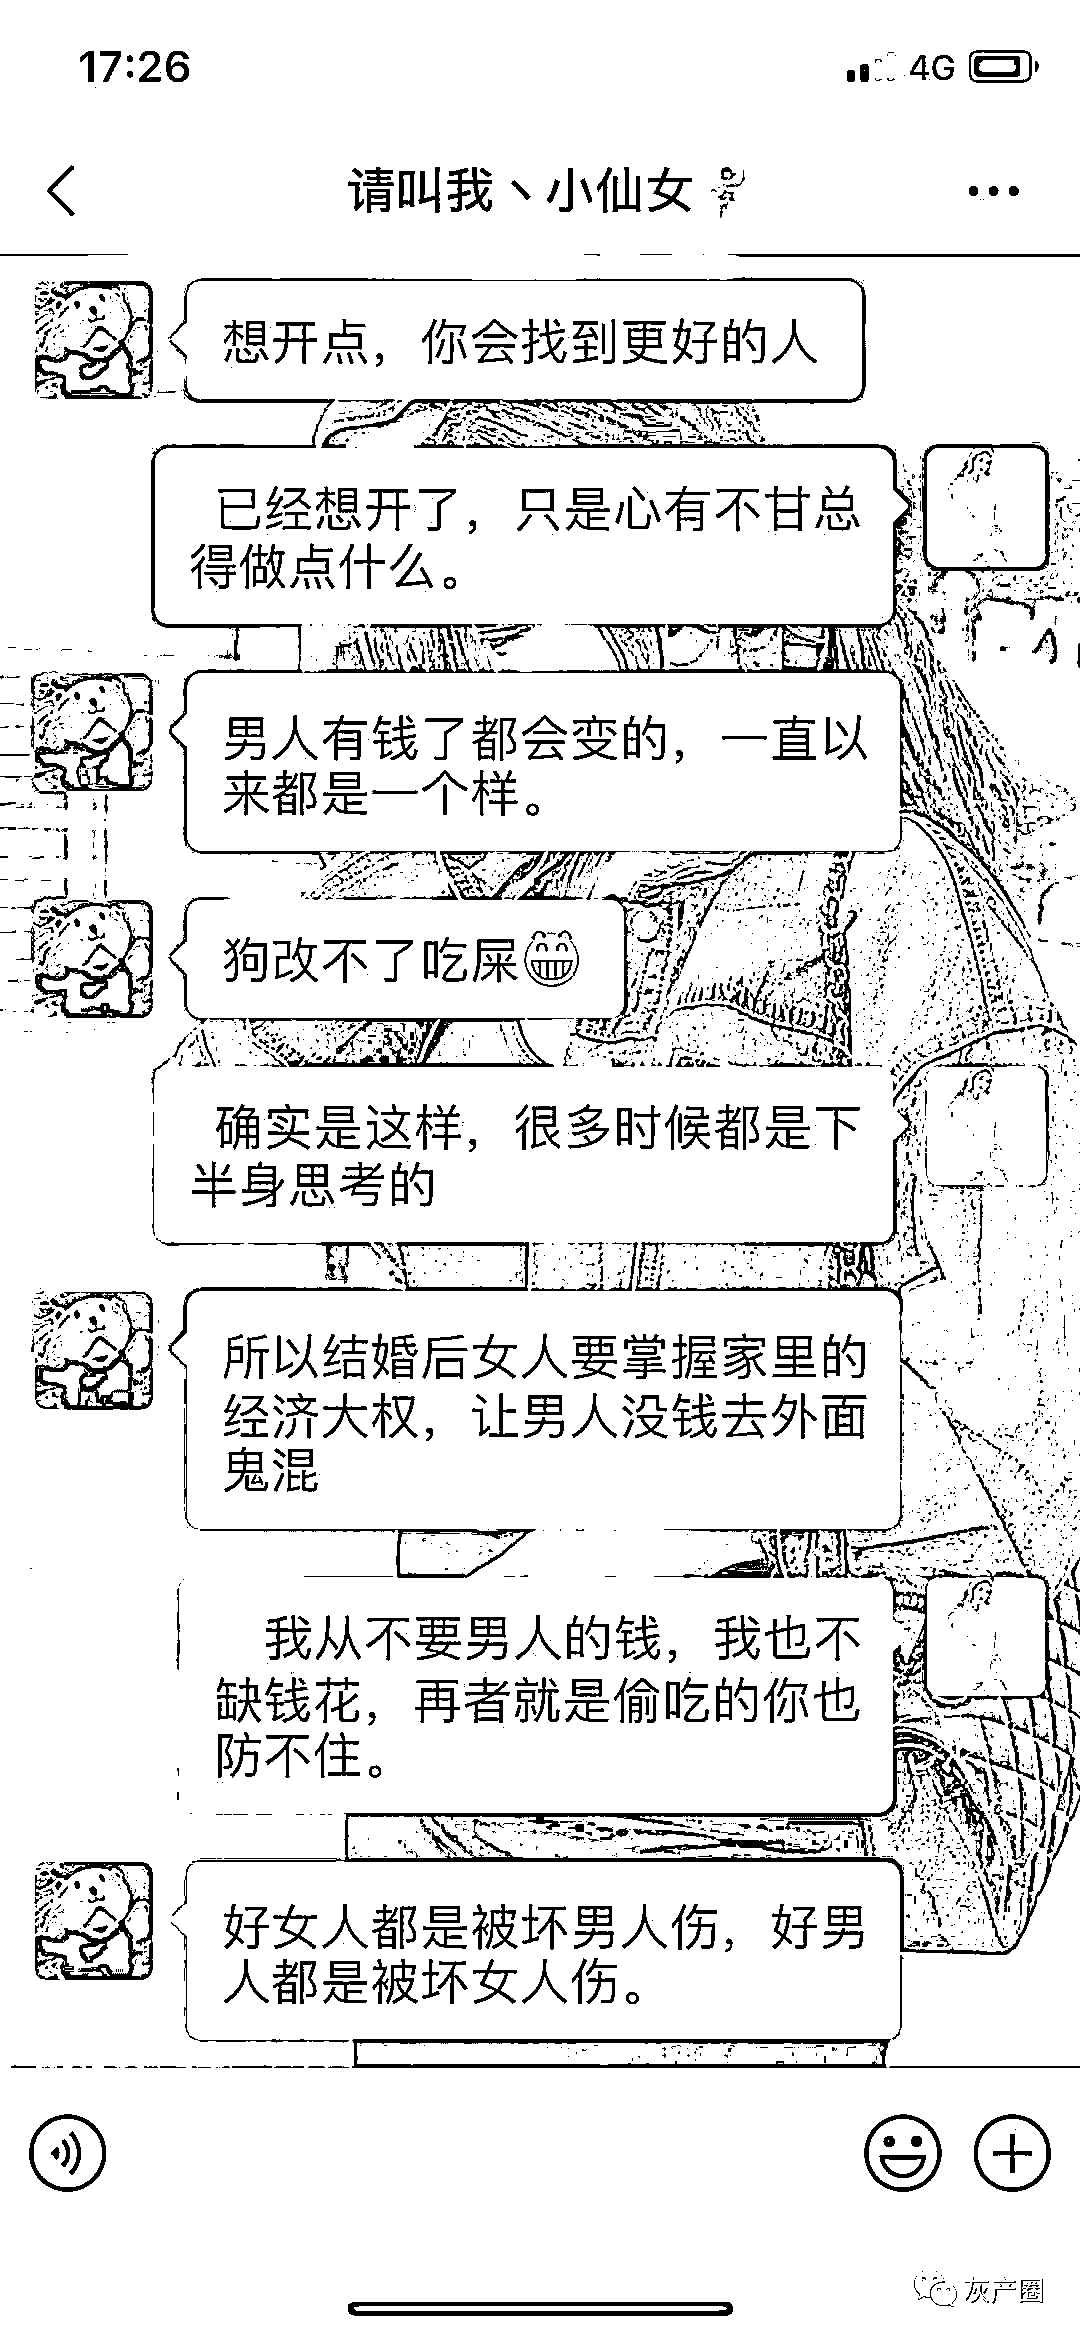 17:26
4G
请叫我丶小仙女
想开点，你会找到更好的人
已经想开了，只是心有不甘总
得做点什么。
男人有钱了都会变的，一直以
来都是一个样。
狗改不了吃屎😁
确实是这样，很多时候都是下
半身思考的
所以结婚后女人要掌握家里的
经济大权，让男人没钱去外面
鬼混
我从不要男人的钱，我也不
缺钱花，再者就是偷吃的你也
防不住。
好女人都是被坏男人伤，好男
人都是被坏女人伤。
灰产圈